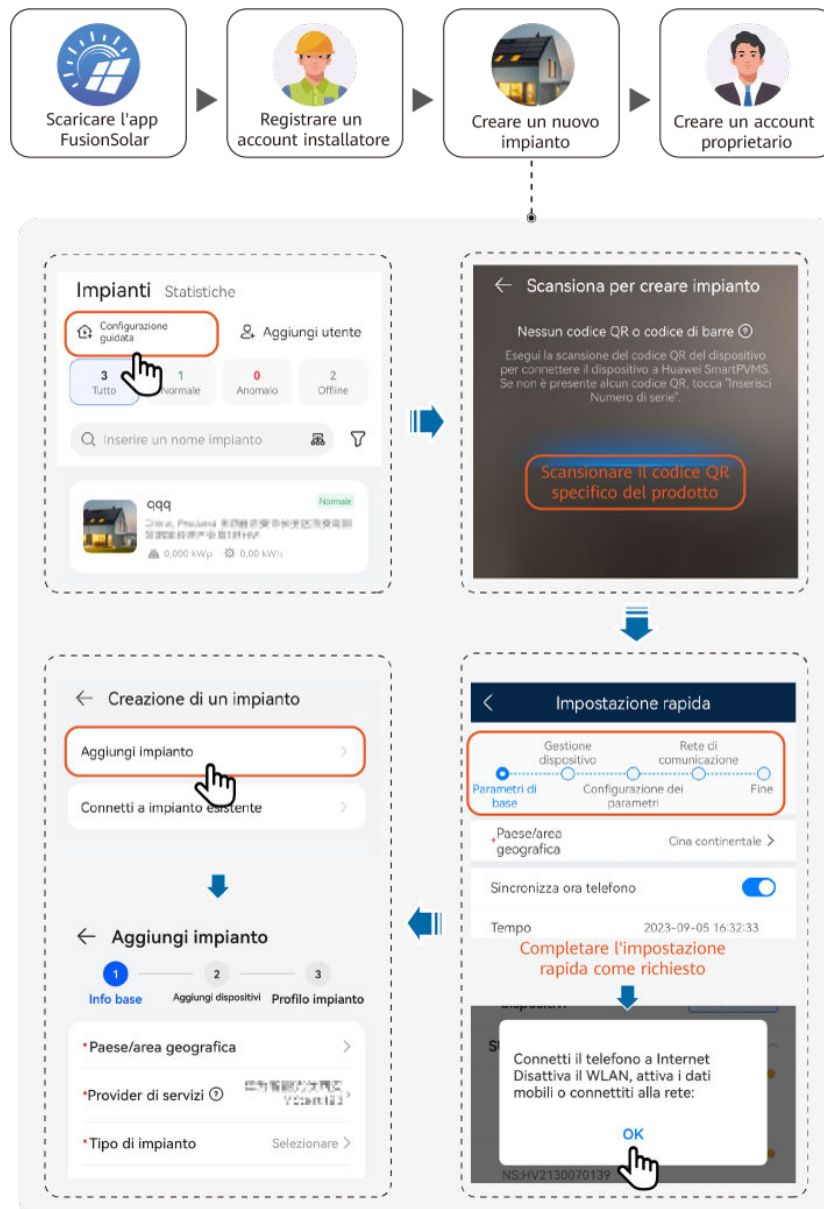 Scaricare l'app
FusionSolar
Registrare un
account installatore
Creare un nuovo
impianto
Creare un account
proprietario
Impianti Statistiche
Configurazione
guidata
Aggiungi utente
3
Tutto
1
Normale
0
Anomalo
2
Offline
Inserire un nome impianto
qqq
Normale
0,000 kWp 0,00 kWh
Scansiona per creare impianto
Nessun codice QR o codice di barre
Esegui la scansione del codice QR del dispositivo
per connettere il dispositivo a Huawei SmartPVMS.
Se non è presente alcun codice QR, tocca "Inserisci
Numero di serie".
Scansionare il codice QR
specifico del prodotto
Impostazione rapida
Gestione
dispositivo
Rete di
comunicazione
Parametri di
base
Configurazione dei
parametri
Fine
*Paese/area
geografica
Cina continentale >
Sincronizza ora telefono
Tempo 2023-09-05 16:32:33
Completare l'impostazione
rapida come richiesto
dispositivi
Connetti il telefono a Internet
Disattiva il WLAN, attiva i dati
mobili o connettiti alla rete:
OK
NS:HV2130070139
Creazione di un impianto
Aggiungi impianto
Connetti a impianto esistente
Aggiungi impianto
1 2 3
Info base Aggiungi dispositivi Profilo impianto
*Paese/area geografica
*Provider di servizi
*Tipo di impianto Selezionare >